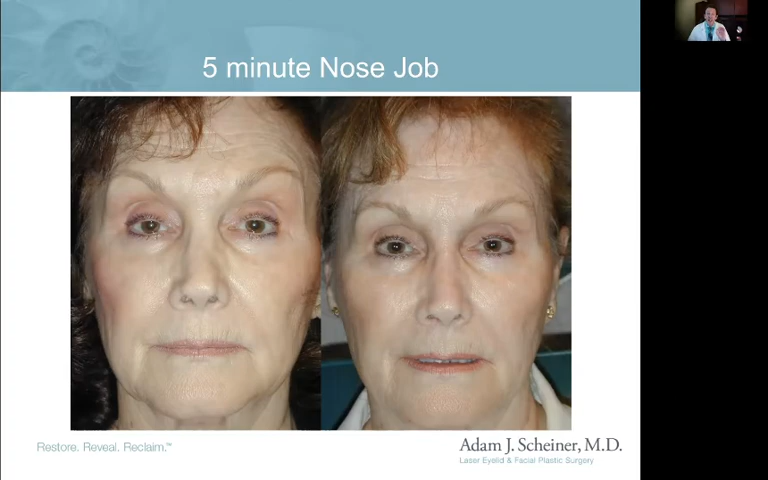 5 minute Nose Job
Restore. Reveal. Reclaim.™
Adam J. Scheiner, M.D.
Laser Eyelid & Facial Plastic Surgery